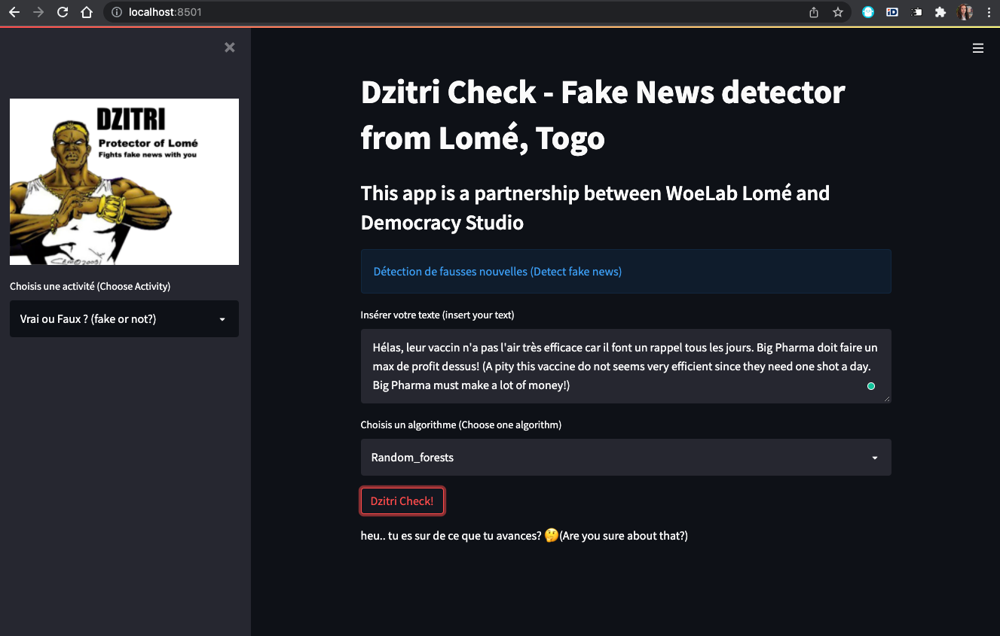 localhost:8501
DZITRI
Protector of Lomé
Fights fake news with you
Choisis une activité (Choose Activity)
Vrai ou Faux ? (fake or not?)
Dzitri Check - Fake News detector
from Lomé, Togo
This app is a partnership between WoeLab Lomé and
Democracy Studio
Détection de fausses nouvelles (Detect fake news)
Insérer votre texte (insert your text)
Hélas, leur vaccin n'a pas l'air très efficace car il font un rappel tous les jours. Big Pharma doit faire un
max de profit dessus! (A pity this vaccine do not seems very efficient since they need one shot a day.
Big Pharma must make a lot of money!)
Choisis un algorithme (Choose one algorithm)
Random_forests
Dzitri Check!
heu.. tu es sur de ce que tu avances? 🤔(Are you sure about that?)